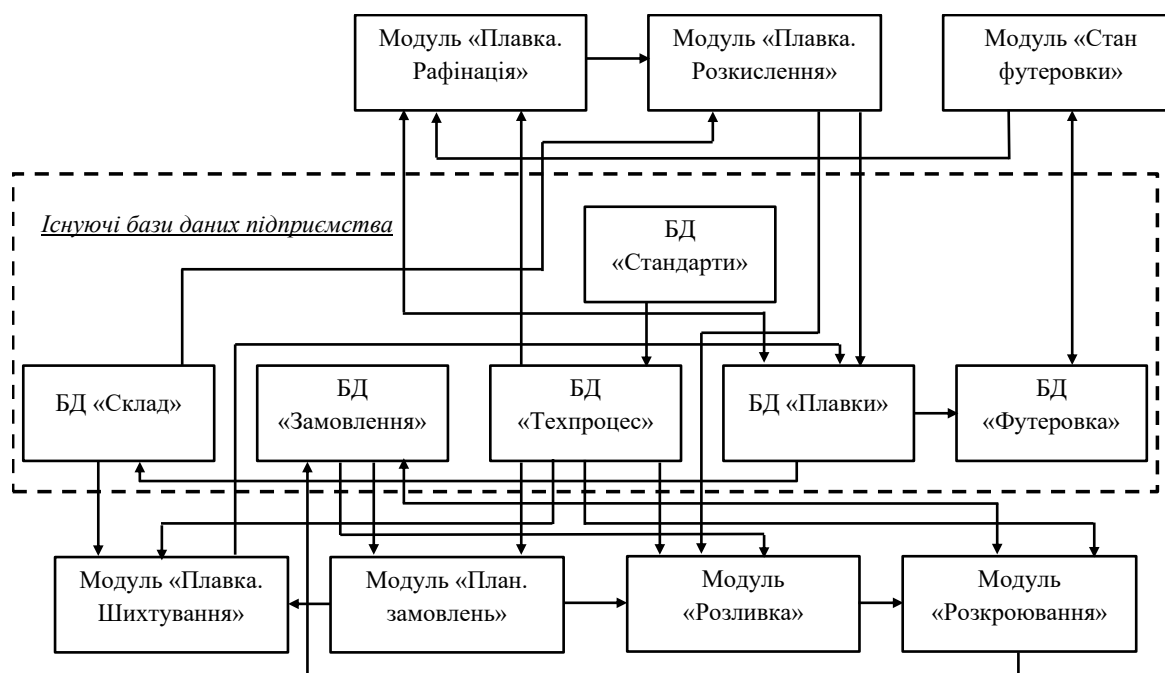 Модуль «Плавка.
Рафінація»
Модуль «Плавка.
Розкислення»
Модуль «Стан
футеровки»
Існуючі бази даних підприємства
БД
«Стандарти»
БД «Склад»
БД
«Замовлення»
БД
«Техпроцес»
БД «Плавки»
БД
«Футеровка»
Модуль «Плавка.
Шихтування»
Модуль «План.
замовлень»
Модуль
«Розливка»
Модуль
«Розкроювання»